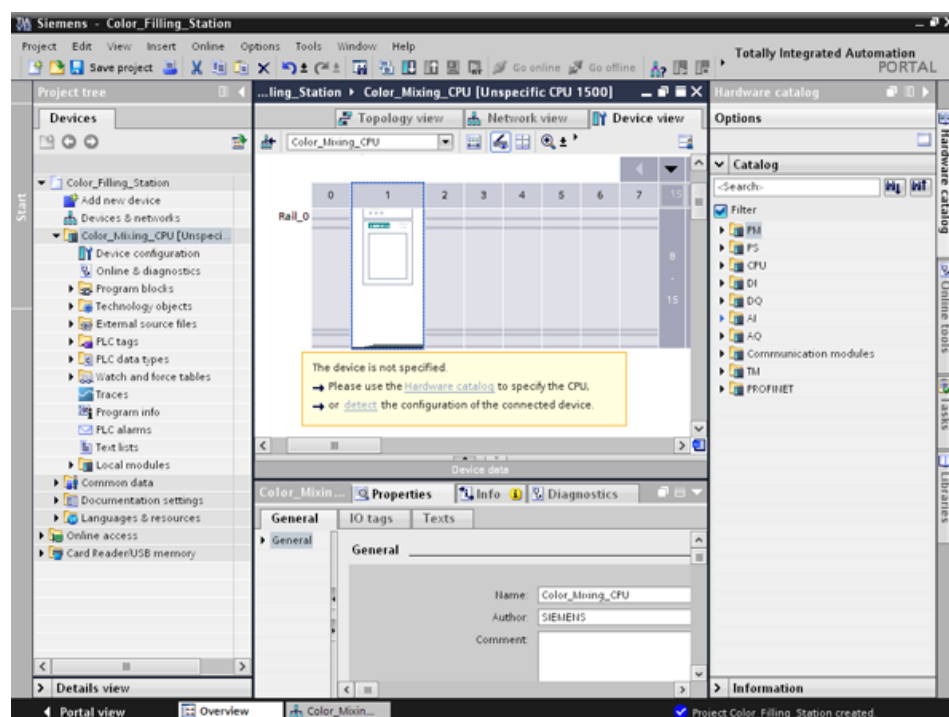 Siemens - Color_Filling_Station
Project Edit View Insert Online Options Tools Window Help
Totally Integrated Automation
PORTAL
Save project Go online Go offline
Project tree
Devices
Start
Color_Filling_Station
Add new device
Devices & networks
Color_Mixing_CPU [Unspeci...
Device configuration
Online & diagnostics
Program blocks
Technology objects
External source files
PLC tags
PLC data types
Watch and force tables
Traces
Program info
PLC alarms
Text lists
Local modules
Common data
Documentation settings
Languages & resources
Online access
Card Reader/USB memory
Details view
...ling_Station Color_Mixing_CPU [Unspecific CPU 1500]
Topology view Network view Device view
Color_Mixing_CPU
0 1 2 3 4 5 6 7 15
Rail_0
8
-
15
The device is not specified.
Please use the Hardware catalog to specify the CPU,
or detect the configuration of the connected device.
Device data
Color_Mixin... Properties Info Diagnostics
General IO tags Texts
General
General
Name: Color_Mixing_CPU
Author: SIEMENS
Comment:
Hardware catalog
Options
Catalog
<Search>
Filter
PM
PS
CPU
DI
DQ
AI
AQ
Communication modules
TM
PROFINET
Information
Hardware catalog
Online tools
Tasks
Libraries
Portal view Overview Color_Mixin... Project Color_Filling_Station created.